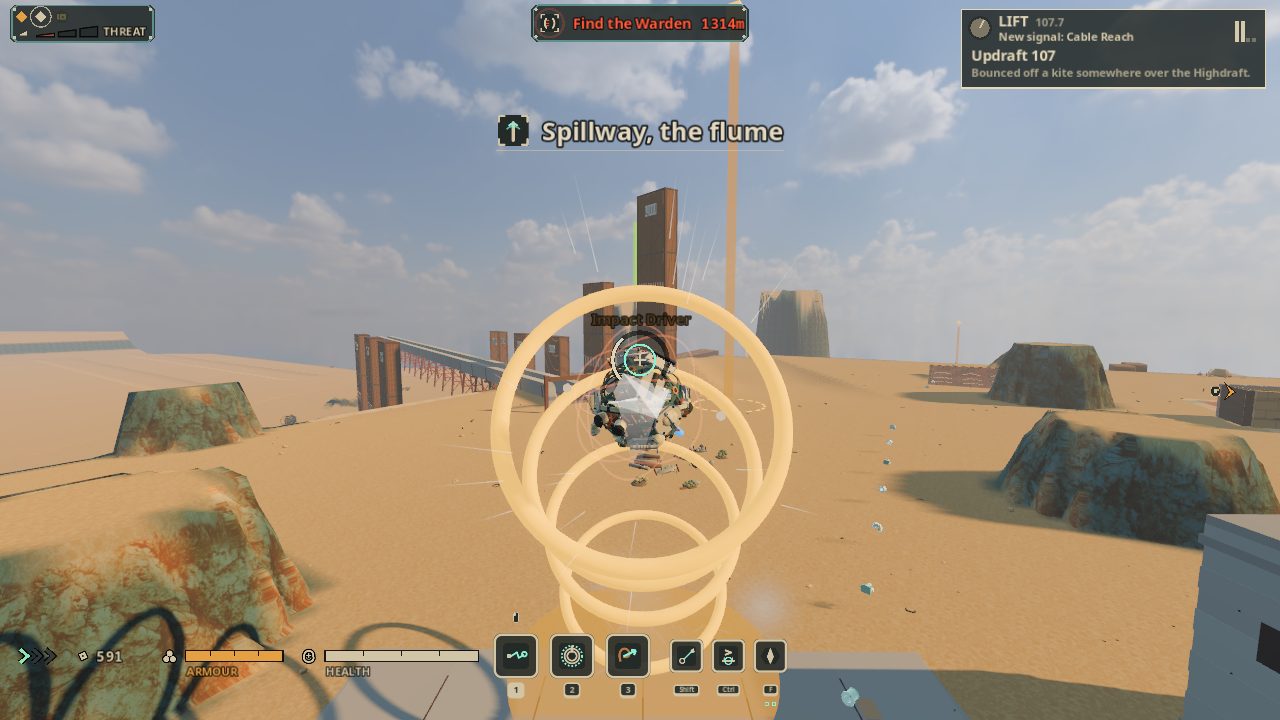 THREAT
Find the Warden 1314m
LIFT 107.7
New signal: Cable Reach
Updraft 107
Bounced off a kite somewhere over the Highdraft.
Spillway, the flume
Impact Driver
591
ARMOUR
HEALTH
1
2
3
Shift
Ctrl
F